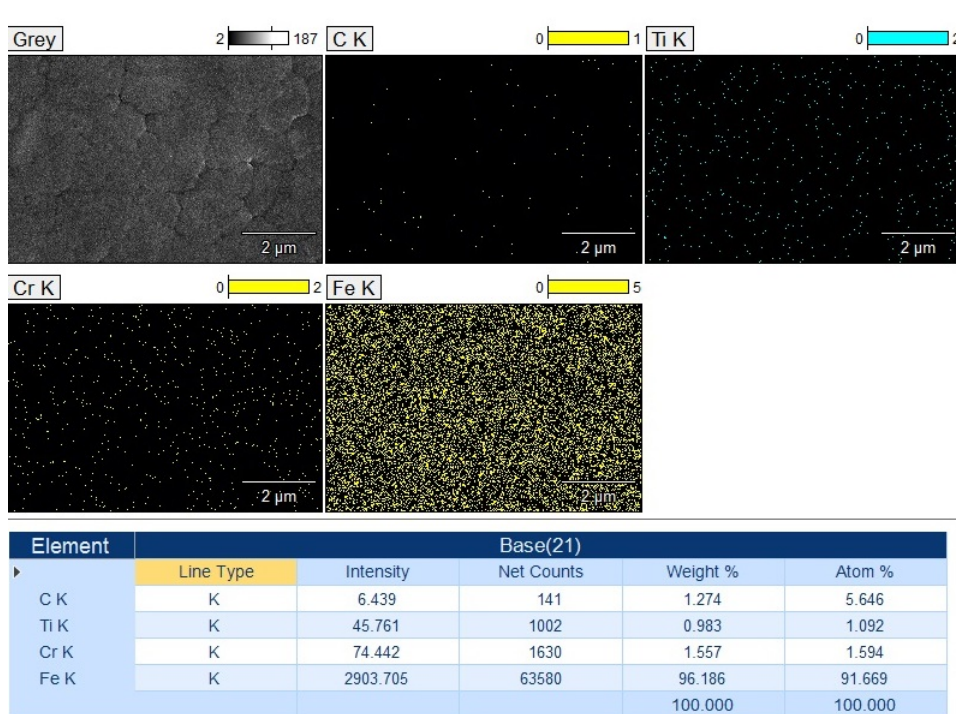 Grey 2 187 C K 0 1 Ti K 0 2
2 µm 2 µm 2 µm
Cr K 0 2 Fe K 0 5
2 µm 2 µm
Element Base(21)
Line Type Intensity Net Counts Weight % Atom %
C K K 6.439 141 1.274 5.646
Ti K K 45.761 1002 0.983 1.092
Cr K K 74.442 1630 1.557 1.594
Fe K K 2903.705 63580 96.186 91.669
100.000 100.000